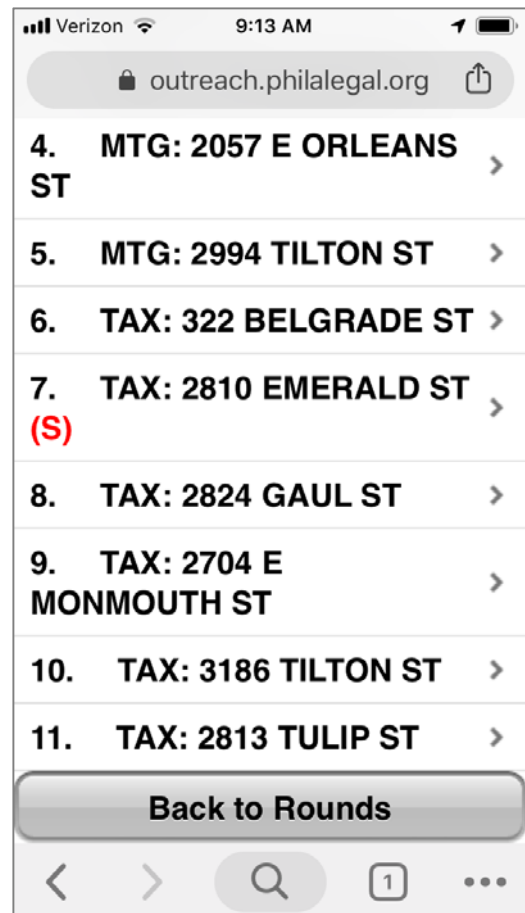 Verizon 9:13 AM
outreach.philalegal.org
4. MTG: 2057 E ORLEANS
ST
5. MTG: 2994 TILTON ST
6. TAX: 322 BELGRADE ST
7. TAX: 2810 EMERALD ST
(S)
8. TAX: 2824 GAUL ST
9. TAX: 2704 E
MONMOUTH ST
10. TAX: 3186 TILTON ST
11. TAX: 2813 TULIP ST
Back to Rounds
1